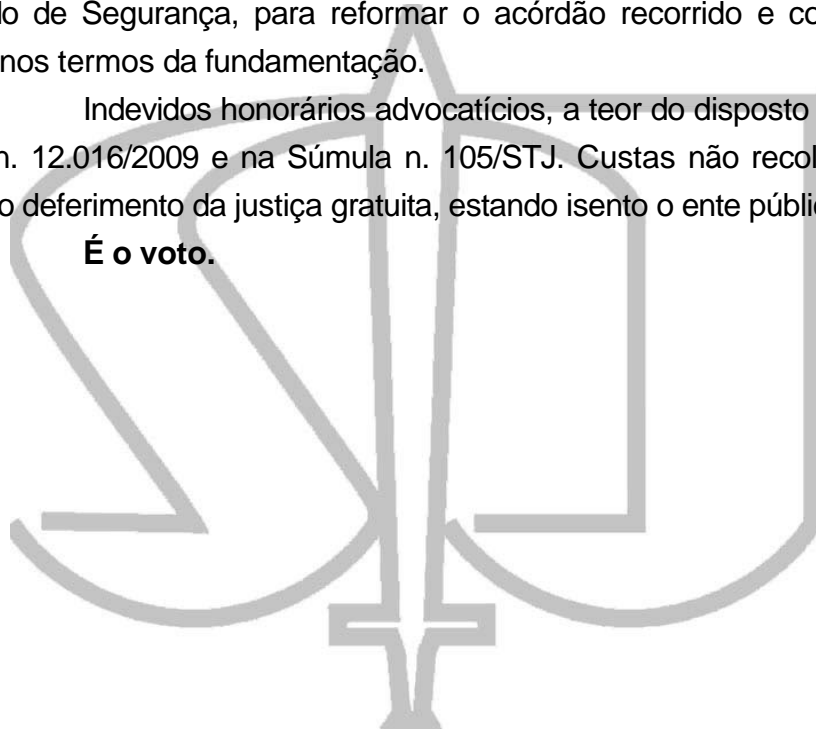 do de Segurança, para reformar o acórdão recorrido e co
nos termos da fundamentação.
Indevidos honorários advocatícios, a teor do disposto
n. 12.016/2009 e na Súmula n. 105/STJ. Custas não recol
o deferimento da justiça gratuita, estando isento o ente públi
É o voto.